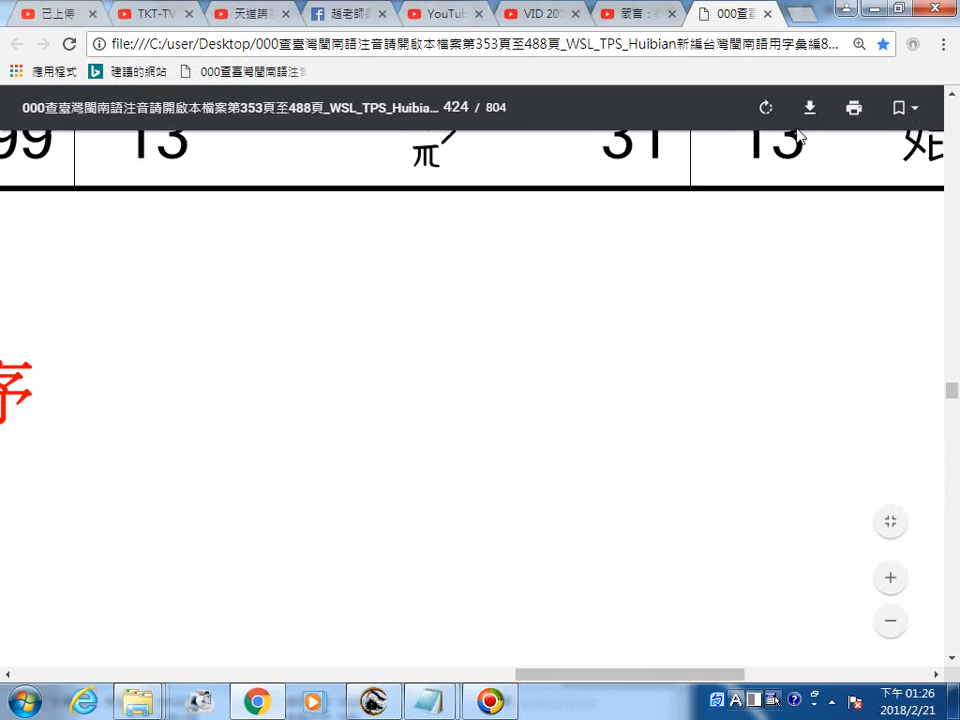 已上傳
TKT-TV
天道講
趙老師
YouTub
VID 20
箴言：
000查臺
file:///C:/user/Desktop/000查臺灣閩南語注音請開啟本檔案第353頁至488頁_WSL_TPS_Huibian新編台灣閩南語用字彙編8...
應用程式
建議的網站
000查臺灣閩南語注音
000查臺灣閩南語注音請開啟本檔案第353頁至488頁_WSL_TPS_Huibia... 424 / 804
99 13 31 13
序
下午 01:26
2018/2/21